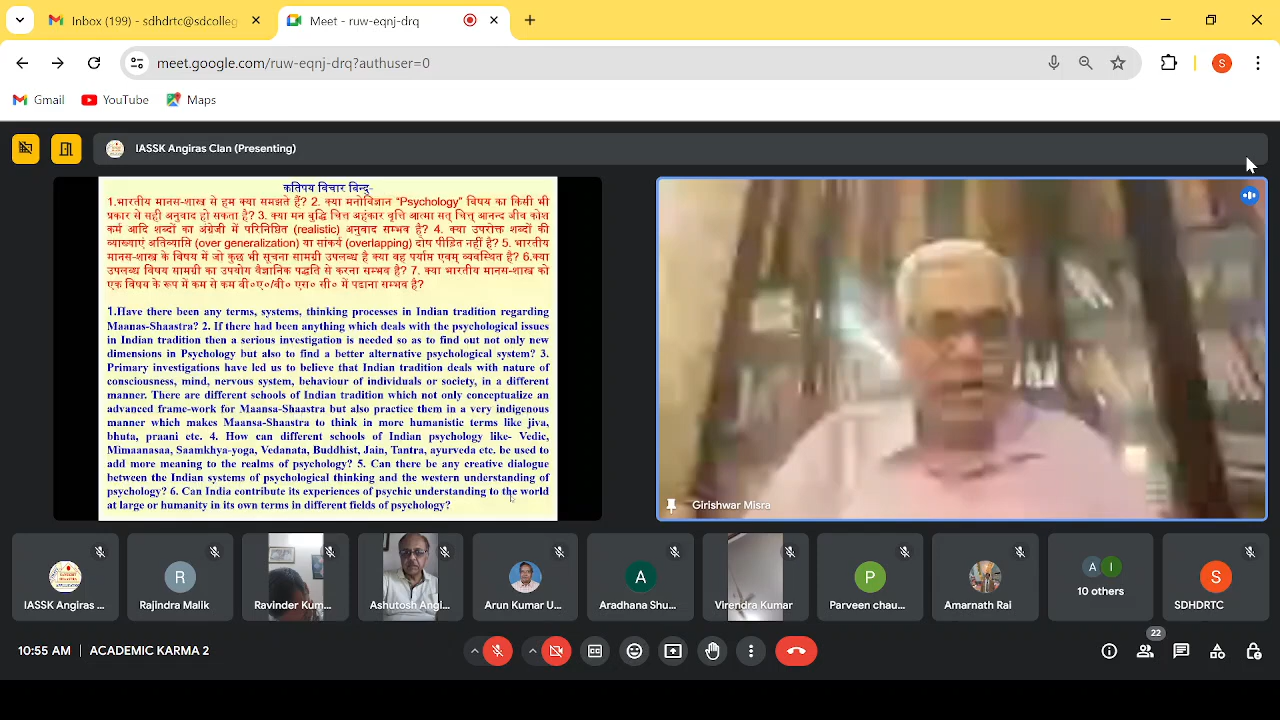 Inbox (199) - sdhdrtc@sdcolleg
Meet - ruw-eqnj-drq
meet.google.com/ruw-eqnj-drq?authuser=0
S
Gmail
YouTube
Maps
IASSK Angiras Clan (Presenting)
कतिपय विचार बिन्दु-
1.भारतीय मानस-शाख से हम क्या समझते हैं? 2. क्या मनोविज्ञान “Psychology” विषय का किसी भी
प्रकार से सही अनुवाद हो सकता है? 3. क्या मन बुद्धि चित्त अहंकार वृत्ति आत्मा सत् चित् आनन्द जीव कोश
कर्म आदि शब्दों का अंग्रेजी में परिनिष्ठित (realistic) अनुवाद सम्भव है? 4. क्या उपरोक्त शब्दों की
व्याख्याएं अतिव्याप्ति (over generalization) या सांकर्य (overlapping) दोष पीड़ित नहीं है? 5. भारतीय
मानस-शाख के विषय में जो कुछ भी सूचना सामग्री उपलब्ध है क्या वह पर्याप्त एवम् व्यवस्थित है? 6.क्या
उपलब्ध विषय सामग्री का उपयोग वैज्ञानिक पद्धति से करना सम्भव है? 7. क्या भारतीय मानस-शाख को
एक विषय के रूप में कम से कम बी०ए०/बी० एस० सी० में पढाना सम्भव है?
1.Have there been any terms, systems, thinking processes in Indian tradition regarding
Maanas-Shaastra? 2. If there had been anything which deals with the psychological issues
in Indian tradition then a serious investigation is needed so as to find out not only new
dimensions in Psychology but also to find a better alternative psychological system? 3.
Primary investigations have led us to believe that Indian tradition deals with nature of
consciousness, mind, nervous system, behaviour of individuals or society, in a different
manner. There are different schools of Indian tradition which not only conceptualize an
advanced frame-work for Maansa-Shaastra but also practice them in a very indigenous
manner which makes Maansa-Shaastra to think in more humanistic terms like jiva,
bhuta, praani etc. 4. How can different schools of Indian psychology like- Vedic,
Mimaanasaa, Saamkhya-yoga, Vedanata, Buddhist, Jain, Tantra, ayurveda etc. be used to
add more meaning to the realms of psychology? 5. Can there be any creative dialogue
between the Indian systems of psychological thinking and the western understanding of
psychology? 6. Can India contribute its experiences of psychic understanding to the world
at large or humanity in its own terms in different fields of psychology?
Girishwar Misra
R
A
P
A I
S
IASSK Angiras ...
Rajindra Malik
Ravinder Kum...
Ashutosh Angi...
Arun Kumar U...
Aradhana Shu...
Virendra Kumar
Parveen chau...
Amarnath Rai
10 others
SDHDRTC
22
10:55 AM | ACADEMIC KARMA 2